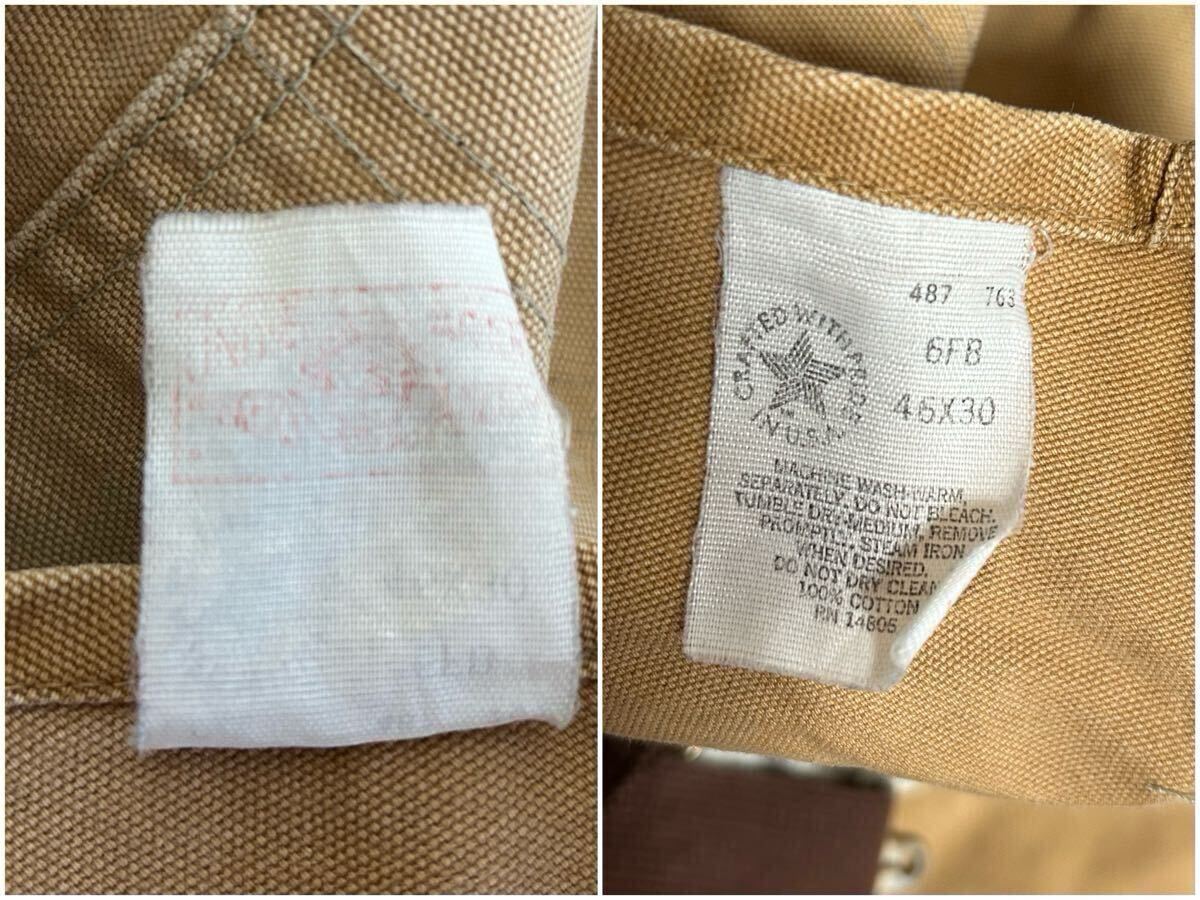 487 763
CRAFTED WITH PRIDE
IN U.S.A.
6FB
46X30
MACHINE WASH-WARM,
SEPARATELY. DO NOT BLEACH.
TUMBLE DRY-MEDIUM, REMOVE
PROMPTLY. STEAM IRON
WHEN DESIRED.
DO NOT DRY CLEAN
100% COTTON
RN 14806